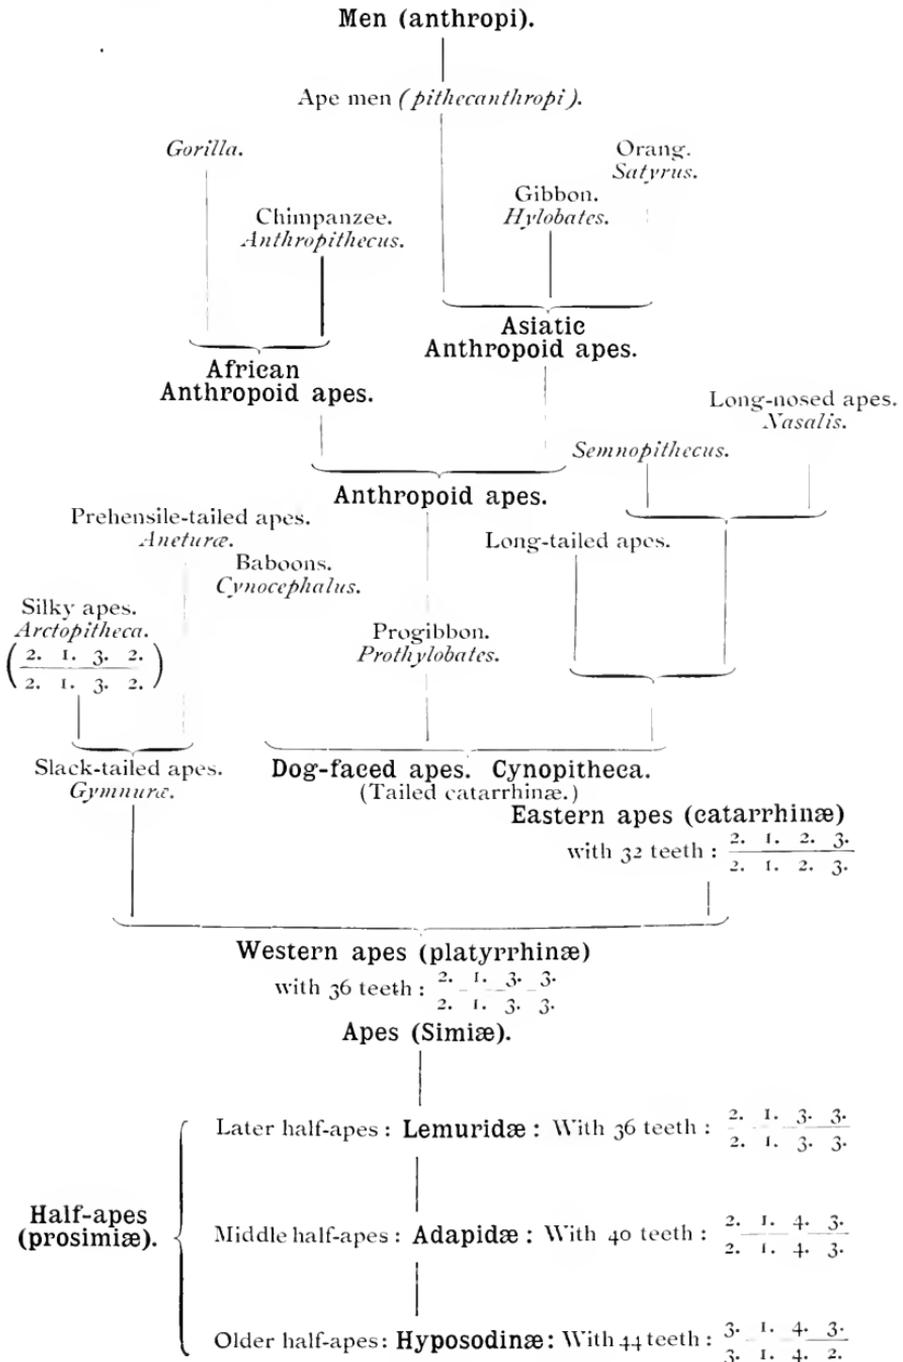 Men (anthropi).
Ape men (pithecanthropi).
Gorilla.
Orang.
Satyrus.
Gibbon.
Hylobates.
Chimpanzee.
Anthropithecus.
Asiatic
Anthropoid apes.
African
Anthropoid apes.
Long-nosed apes.
Nasalis.
Semnopithecus.
Anthropoid apes.
Prehensile-tailed apes.
Aneturæ.
Long-tailed apes.
Baboons.
Cynocephalus.
Silky apes.
Arctopitheca.
(2. 1. 3. 2.
2. 1. 3. 2.)
Progibbon.
Prothylobates.
Slack-tailed apes.
Gymnuræ.
Dog-faced apes. Cynopitheca.
(Tailed catarrhinæ.)
Eastern apes (catarrhinæ)
with 32 teeth : 2. 1. 2. 3.
2. 1. 2. 3.
Western apes (platyrrhinæ)
with 36 teeth : 2. 1. 3. 3.
2. 1. 3. 3.
Apes (Simiæ).
Later half-apes : Lemuridæ : With 36 teeth : 2. 1. 3. 3.
2. 1. 3. 3.
Half-apes
(prosimiæ).
Middle half-apes : Adapidæ : With 40 teeth : 2. 1. 4. 3.
2. 1. 4. 3.
Older half-apes: Hyposodinæ: With 44 teeth : 3. 1. 4. 3.
3. 1. 4. 2.